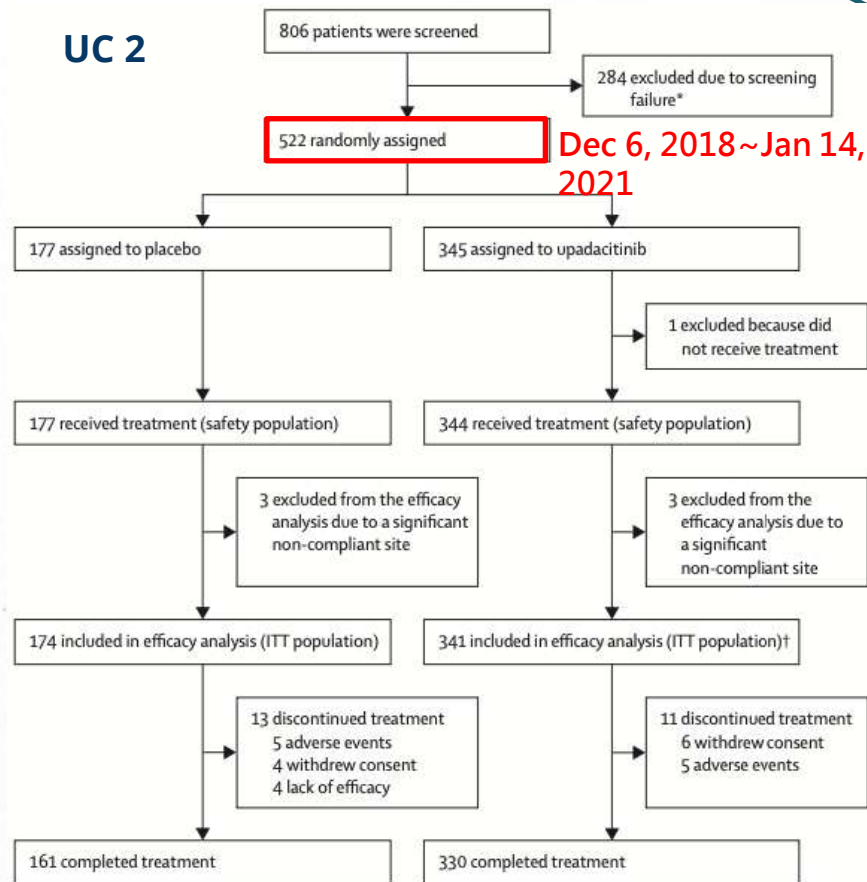 UC 2
806 patients were screened
284 excluded due to screening
failure*
522 randomly assigned
Dec 6, 2018~Jan 14,
2021
177 assigned to placebo
345 assigned to upadacitinib
1 excluded because did
not receive treatment
177 received treatment (safety population)
344 received treatment (safety population)
3 excluded from the efficacy
analysis due to a significant
non-compliant site
3 excluded from the
efficacy analysis due to
a significant
non-compliant site
174 included in efficacy analysis (ITT population)
341 included in efficacy analysis (ITT population)†
13 discontinued treatment
5 adverse events
4 withdrew consent
4 lack of efficacy
11 discontinued treatment
6 withdrew consent
5 adverse events
161 completed treatment
330 completed treatment